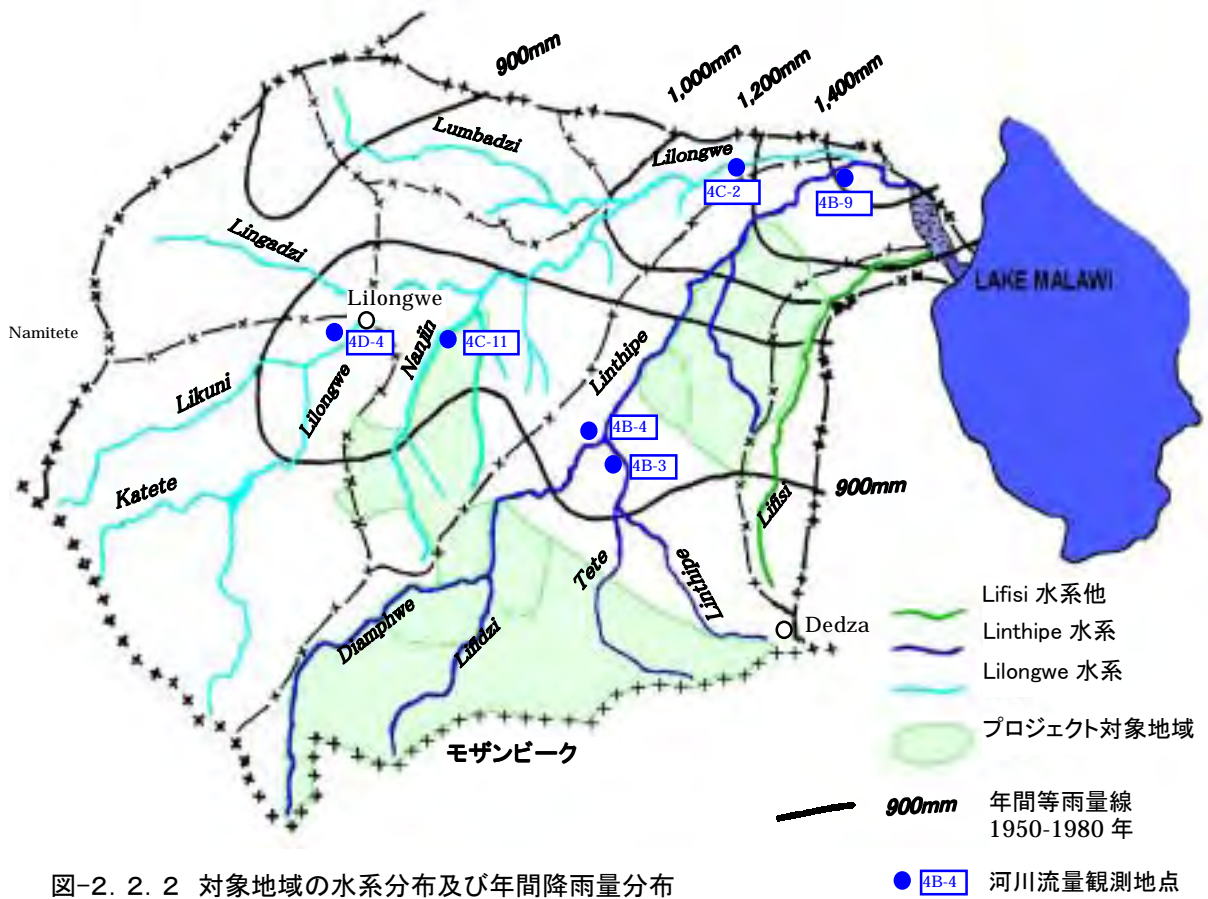 900mm
1,000mm
1,200mm
1,400mm
Lumbadzi
Lilongwe
4C-2
4B-9
Lingadzi
LAKE MALAWI
Lilongwe
Namitete
4D-4
Nanjin
4C-11
Linthipe
Likuni
Lilongwe
4B-4
4B-3
Katete
900mm
Lifisi
Tete
Linthipe
Diamphwe
Lifidzi
Dedza
モザンビーク
Lifisi 水系他
Linthipe 水系
Lilongwe 水系
プロジェクト対象地域
900mm 年間等雨量線
1950-1980 年
4B-4 河川流量観測地点
図-2.2.2 対象地域の水系分布及び年間降雨量分布